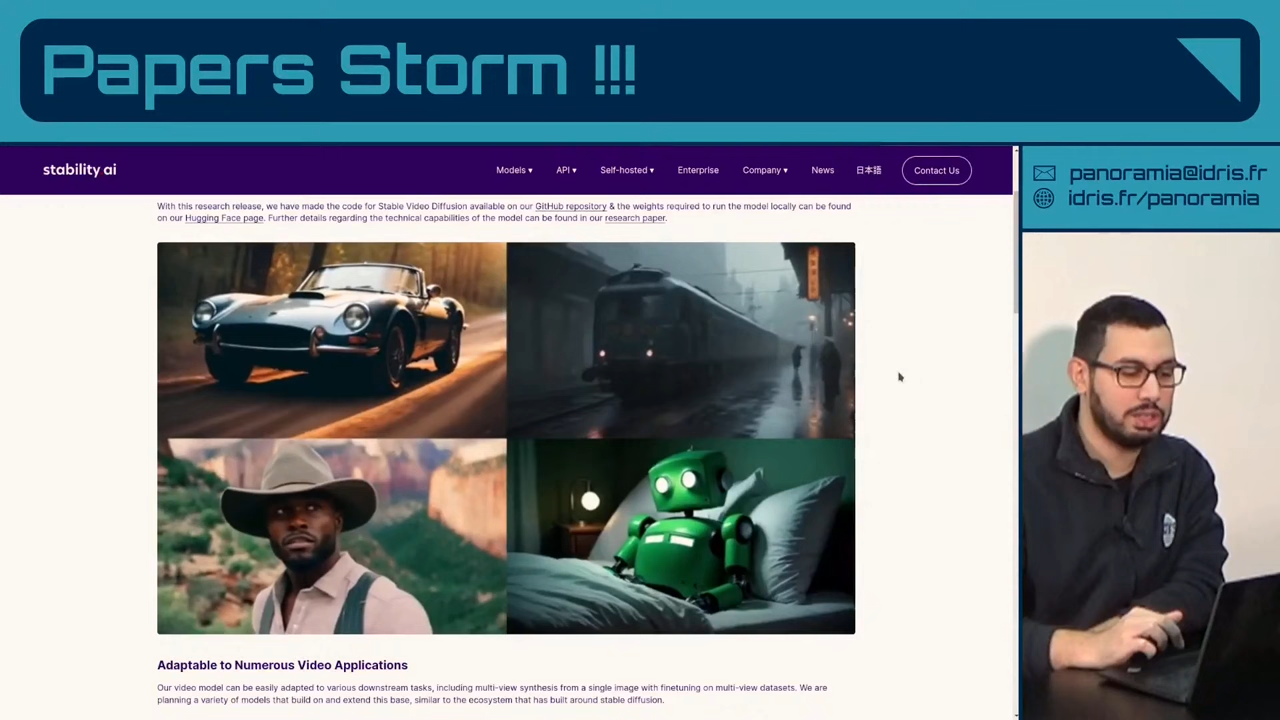 Papers Storm !!!
stability ai
Models ▾ API ▾ Self-hosted ▾ Enterprise Company ▾ News 日本語 Contact Us
panoramia@idris.fr
idris.fr/panoramia
With this research release, we have made the code for Stable Video Diffusion available on our GitHub repository & the weights required to run the model locally can be found
on our Hugging Face page. Further details regarding the technical capabilities of the model can be found in our research paper.
Adaptable to Numerous Video Applications
Our video model can be easily adapted to various downstream tasks, including multi-view synthesis from a single image with finetuning on multi-view datasets. We are
planning a variety of models that build on and extend this base, similar to the ecosystem that has built around stable diffusion.